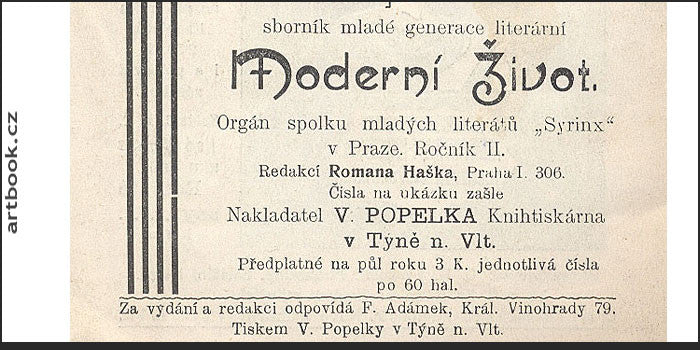 sborník mladé generace literární
Moderní Život.
Orgán spolku mladých literátů „Syrinx“
v Praze. Ročník II.
Redakcí Romana Haška, Praha I. 306.
Čísla na ukázku zašle
Nakladatel V. POPELKA Knihtiskárna
v Týně n. Vlt.
Předplatné na půl roku 3 K. jednotlivá čísla
po 60 hal.
Za vydání a redakci odpovídá F. Adámek, Král. Vinohrady 79.
Tiskem V. Popelky v Týně n. Vlt.
artbook.cz